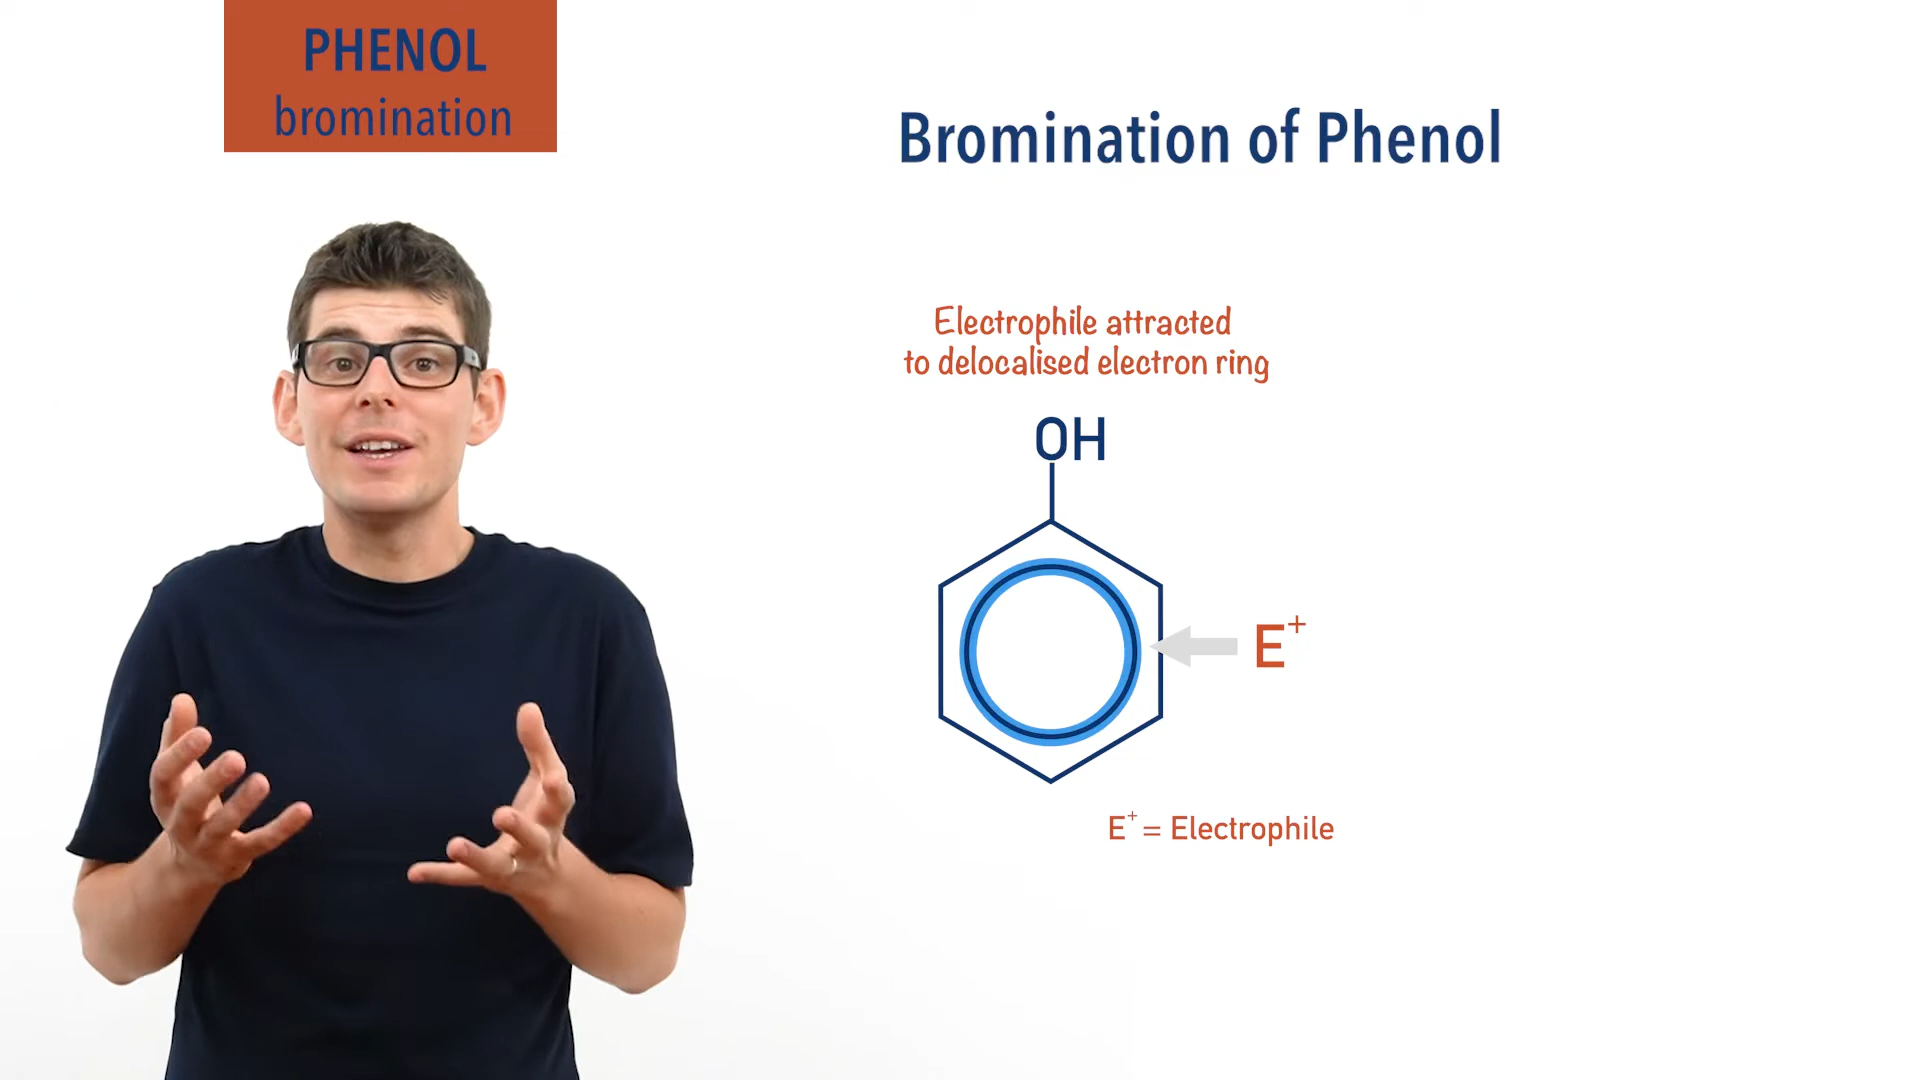 PHENOL
bromination
Bromination of Phenol
Electrophile attracted
to delocalised electron ring
OH
E⁺
E⁺ = Electrophile